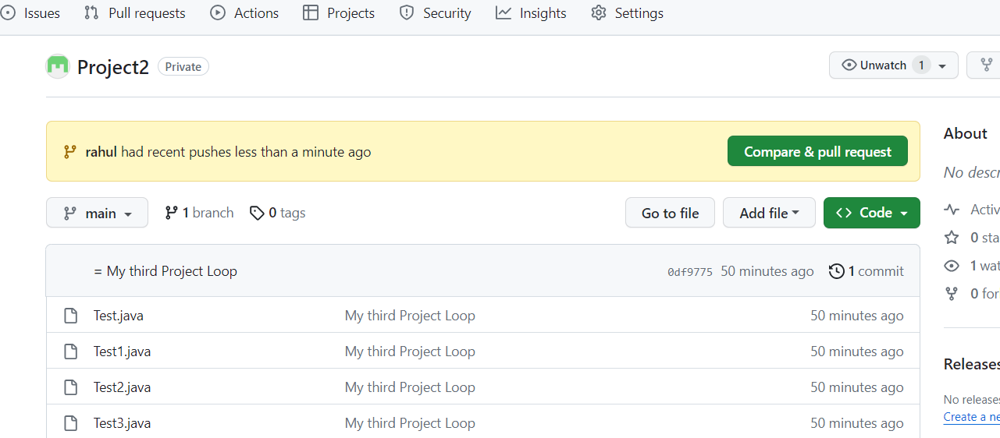 Issues Pull requests Actions Projects Security Insights Settings
Project2 Private Unwatch 1
rahul had recent pushes less than a minute ago Compare & pull request
About
No descr
main 1 branch 0 tags Go to file Add file Code
Activ
0 sta
= My third Project Loop 0df9775 50 minutes ago 1 commit
1 wat
0 for
Test.java My third Project Loop 50 minutes ago
Test1.java My third Project Loop 50 minutes ago
Releases
Test2.java My third Project Loop 50 minutes ago
No releases
Create a ne
Test3.java My third Project Loop 50 minutes ago